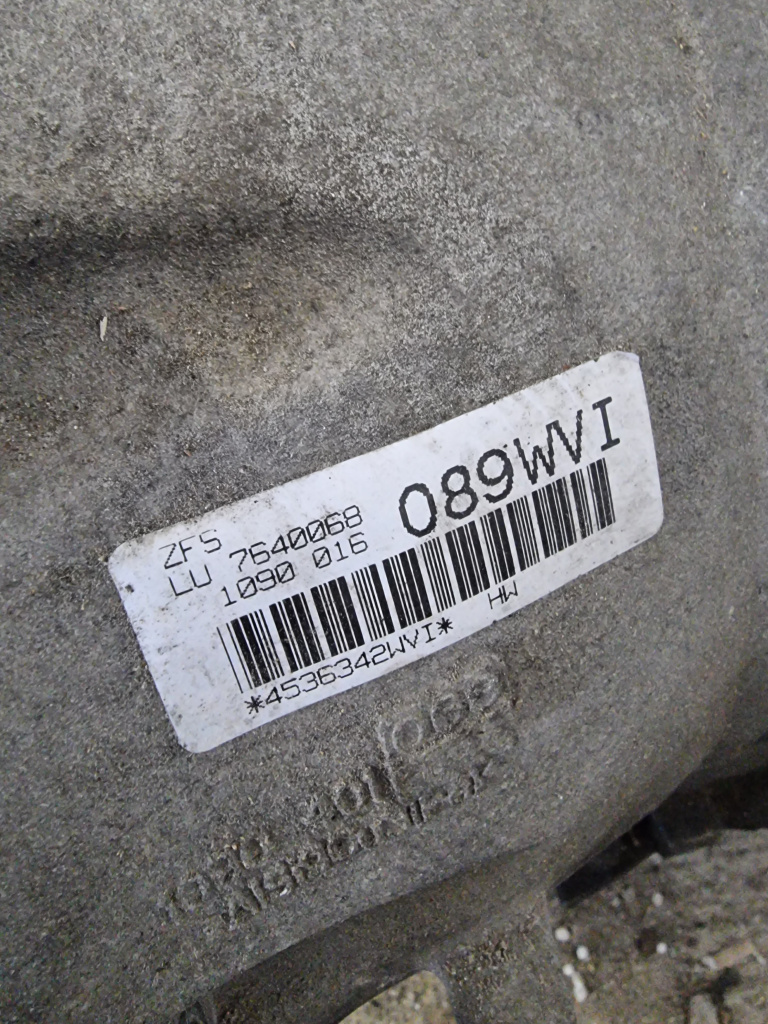 ZFS
LU 7640068
1090 016
089WVI
*4536342WVI* HW